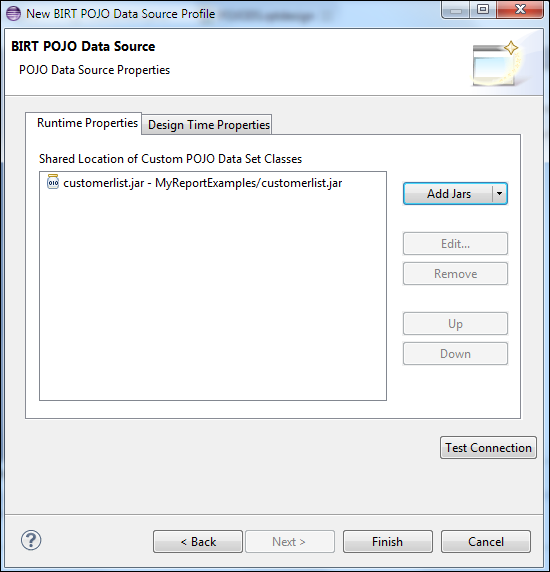 New BIRT POJO Data Source Profile
BIRT POJO Data Source
POJO Data Source Properties
Runtime Properties
Design Time Properties
Shared Location of Custom POJO Data Set Classes
010
customerlist.jar - MyReportExamples/customerlist.jar
Add Jars
Edit...
Remove
Up
Down
Test Connection
?
< Back
Next >
Finish
Cancel